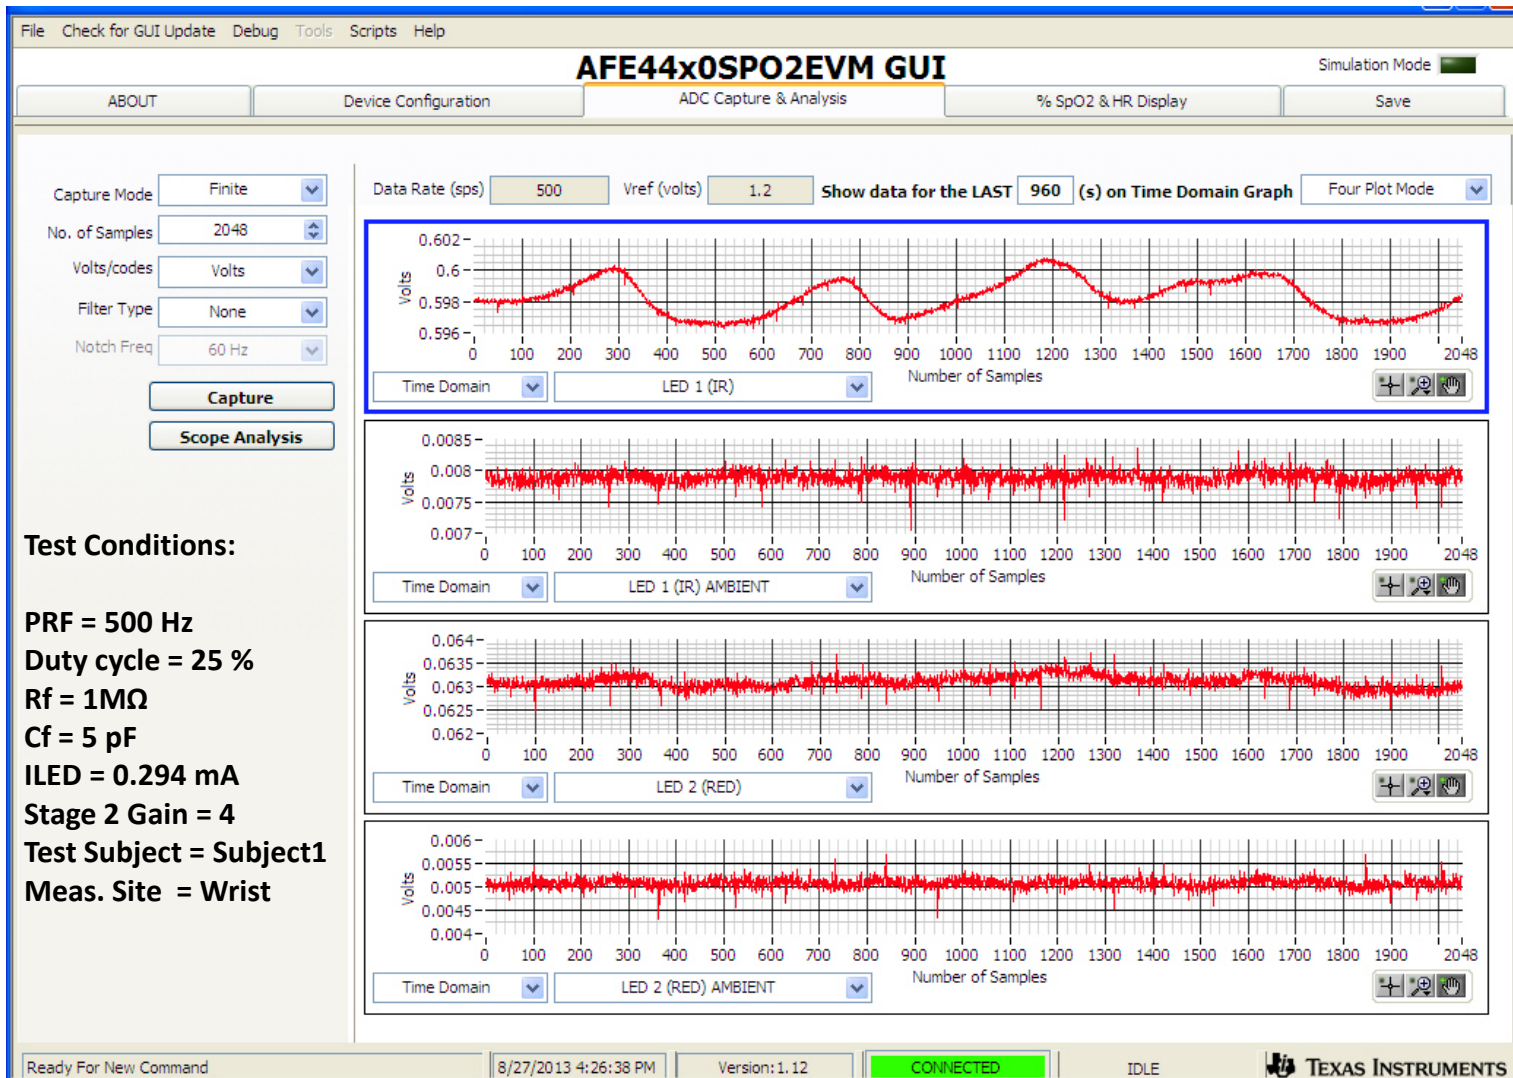 File Check for GUI Update Debug Tools Scripts Help
AFE44x0SPO2EVM GUI
Simulation Mode
ABOUT Device Configuration ADC Capture & Analysis % SpO2 & HR Display Save
Capture Mode Finite
No. of Samples 2048
Volts/codes Volts
Filter Type None
Notch Freq 60 Hz
Capture
Scope Analysis
Test Conditions:
PRF = 500 Hz
Duty cycle = 25 %
Rf = 1MΩ
Cf = 5 pF
ILED = 0.294 mA
Stage 2 Gain = 4
Test Subject = Subject1
Meas. Site = Wrist
Data Rate (sps) 500 Vref (volts) 1.2 Show data for the LAST 960 (s) on Time Domain Graph Four Plot Mode
0.602
0.6
0.598
0.596
Volts
0 100 200 300 400 500 600 700 800 900 1000 1100 1200 1300 1400 1500 1600 1700 1800 1900 2048
Number of Samples
Time Domain LED 1 (IR)
0.0085
0.008
0.0075
0.007
Volts
0 100 200 300 400 500 600 700 800 900 1000 1100 1200 1300 1400 1500 1600 1700 1800 1900 2048
Number of Samples
Time Domain LED 1 (IR) AMBIENT
0.064
0.0635
0.063
0.0625
0.062
Volts
0 100 200 300 400 500 600 700 800 900 1000 1100 1200 1300 1400 1500 1600 1700 1800 1900 2048
Number of Samples
Time Domain LED 2 (RED)
0.006
0.0055
0.005
0.0045
0.004
Volts
0 100 200 300 400 500 600 700 800 900 1000 1100 1200 1300 1400 1500 1600 1700 1800 1900 2048
Number of Samples
Time Domain LED 2 (RED) AMBIENT
Ready For New Command 8/27/2013 4:26:38 PM Version:1.12 CONNECTED IDLE TEXAS INSTRUMENTS